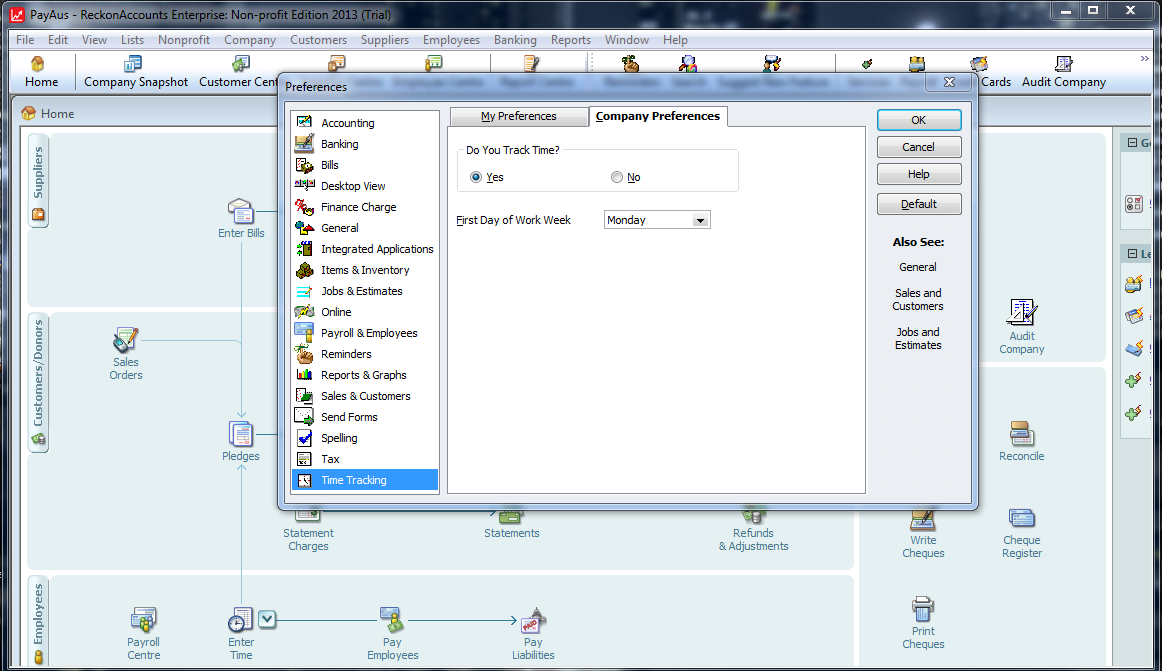 PayAus - ReckonAccounts Enterprise: Non-profit Edition 2013 (Trial)
File Edit View Lists Nonprofit Company Customers Suppliers Employees Banking Reports Window Help
Home Company Snapshot Customer Cent Cards Audit Company
Home
Preferences
Suppliers
Enter Bills
Customers/Donors
Sales
Orders
Pledges
Statement
Charges
Statements
Refunds
& Adjustments
Employees
Payroll
Centre
Enter
Time
Pay
Employees
Pay
Liabilities
Accounting
Banking
Bills
Desktop View
Finance Charge
General
Integrated Applications
Items & Inventory
Jobs & Estimates
Online
Payroll & Employees
Reminders
Reports & Graphs
Sales & Customers
Send Forms
Spelling
Tax
Time Tracking
My Preferences
Company Preferences
Do You Track Time?
Yes
No
First Day of Work Week
Monday
OK
Cancel
Help
Default
Also See:
General
Sales and
Customers
Jobs and
Estimates
Audit
Company
Reconcile
Write
Cheques
Cheque
Register
Print
Cheques